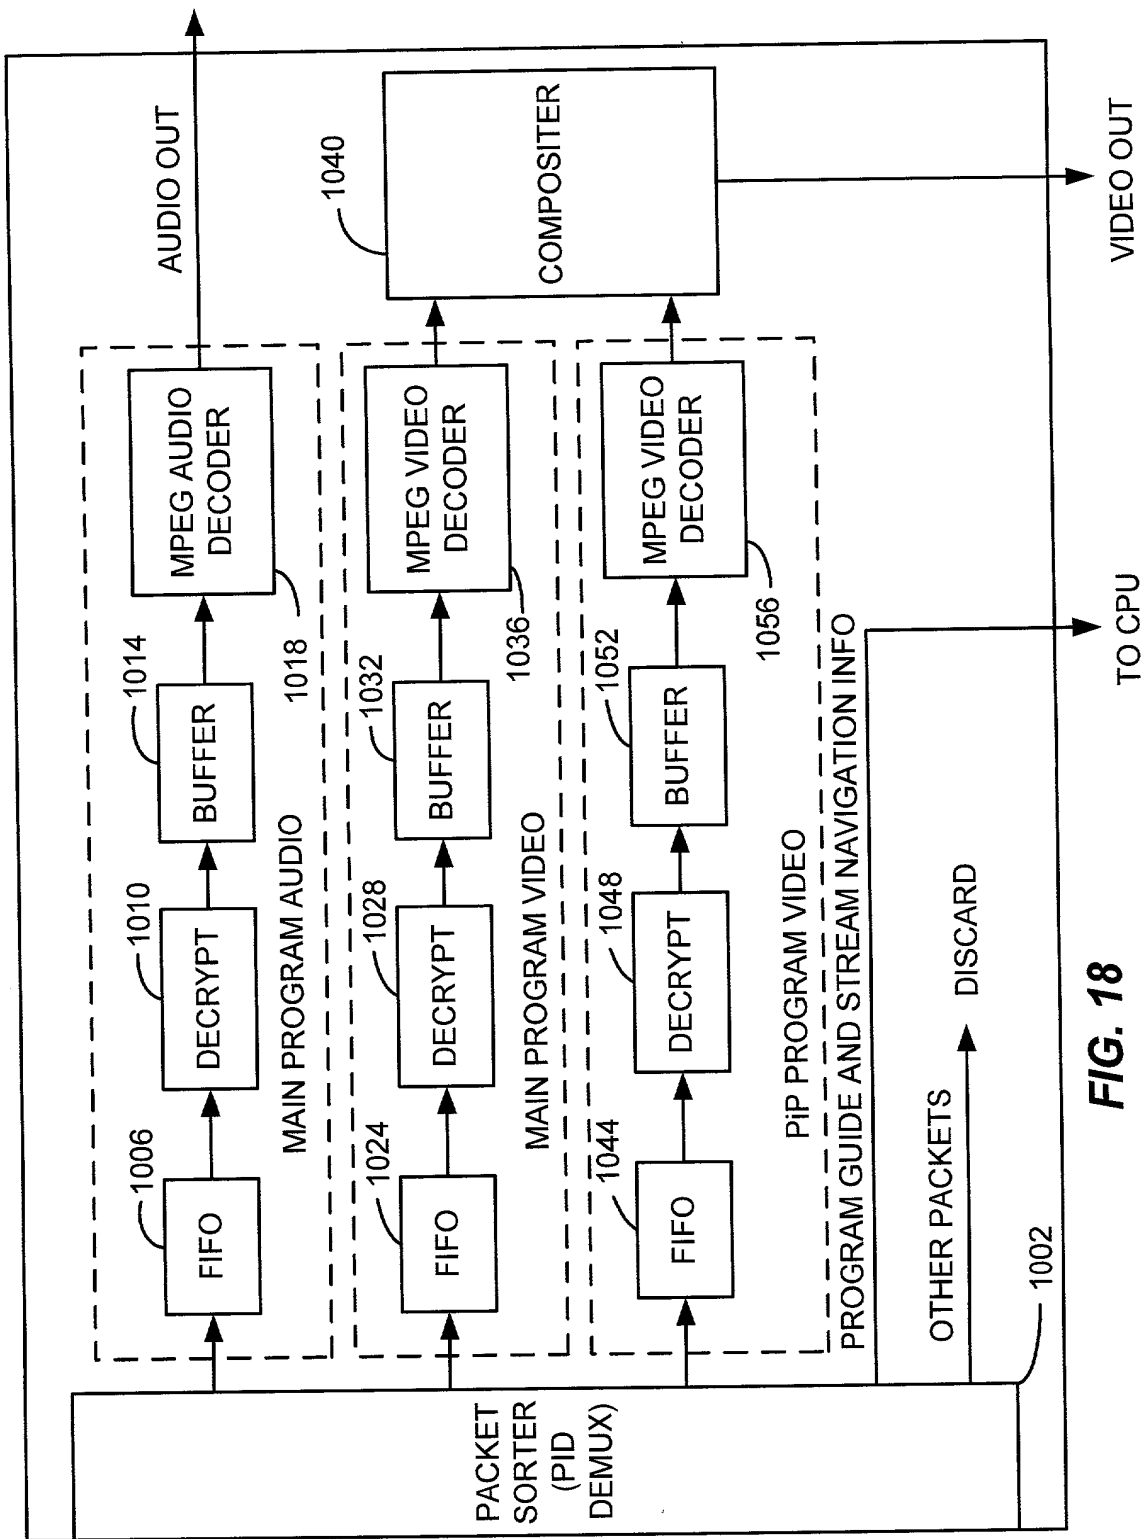 PACKET
SORTER
(PID
DEMUX)
1002
1006
FIFO
1010
DECRYPT
1014
BUFFER
MPEG AUDIO
DECODER
1018
MAIN PROGRAM AUDIO
AUDIO OUT
1024
FIFO
1028
DECRYPT
1032
BUFFER
MPEG VIDEO
DECODER
1036
MAIN PROGRAM VIDEO
1040
COMPOSITER
VIDEO OUT
1044
FIFO
1048
DECRYPT
1052
BUFFER
MPEG VIDEO
DECODER
1056
PiP PROGRAM VIDEO
PROGRAM GUIDE AND STREAM NAVIGATION INFO
TO CPU
OTHER PACKETS
DISCARD
FIG. 18